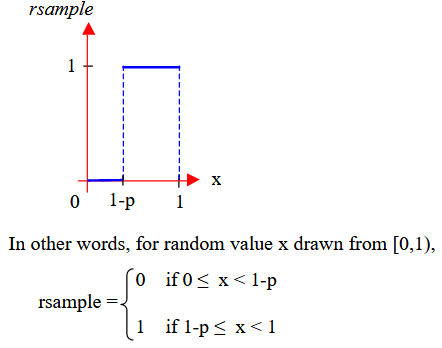 rsample
1
x
0 1-p 1
In other words, for random value x drawn from [0,1),
0 if 0 ≤ x < 1-p
rsample =
1 if 1-p ≤ x < 1